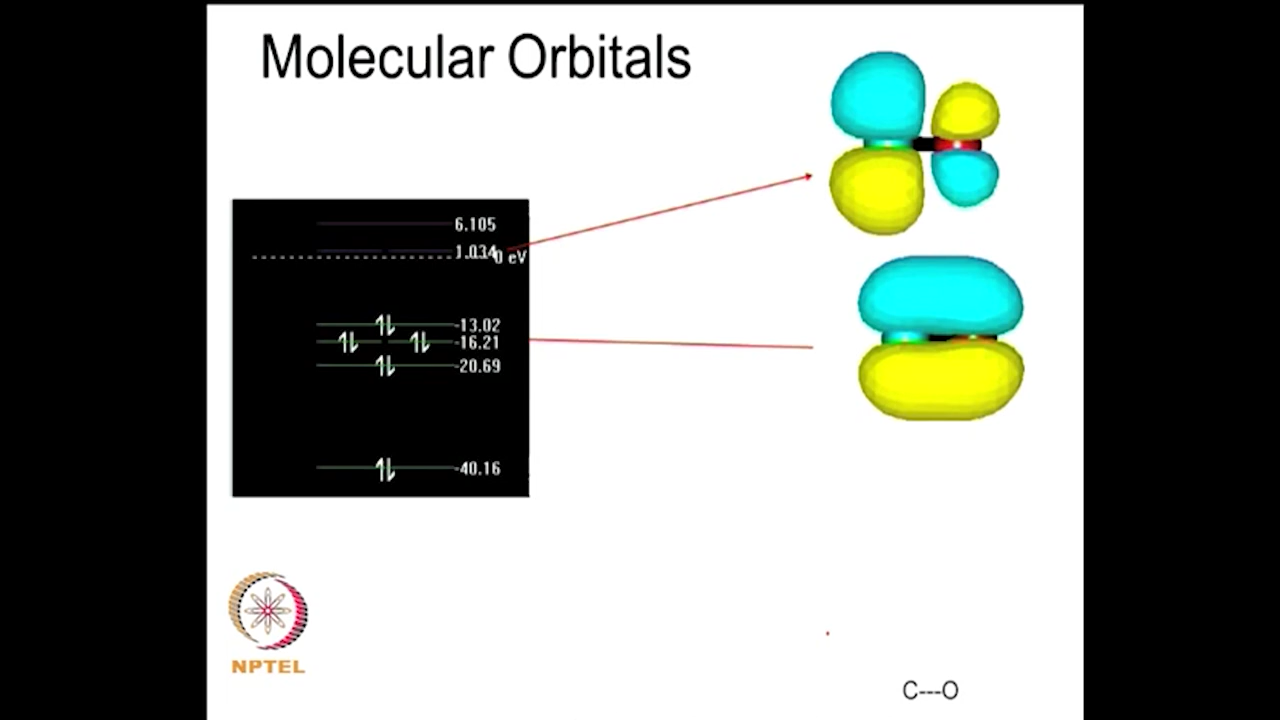 Molecular Orbitals
6.105
1.034
0 eV
-13.02
-16.21
-20.69
-40.16
NPTEL
C---O